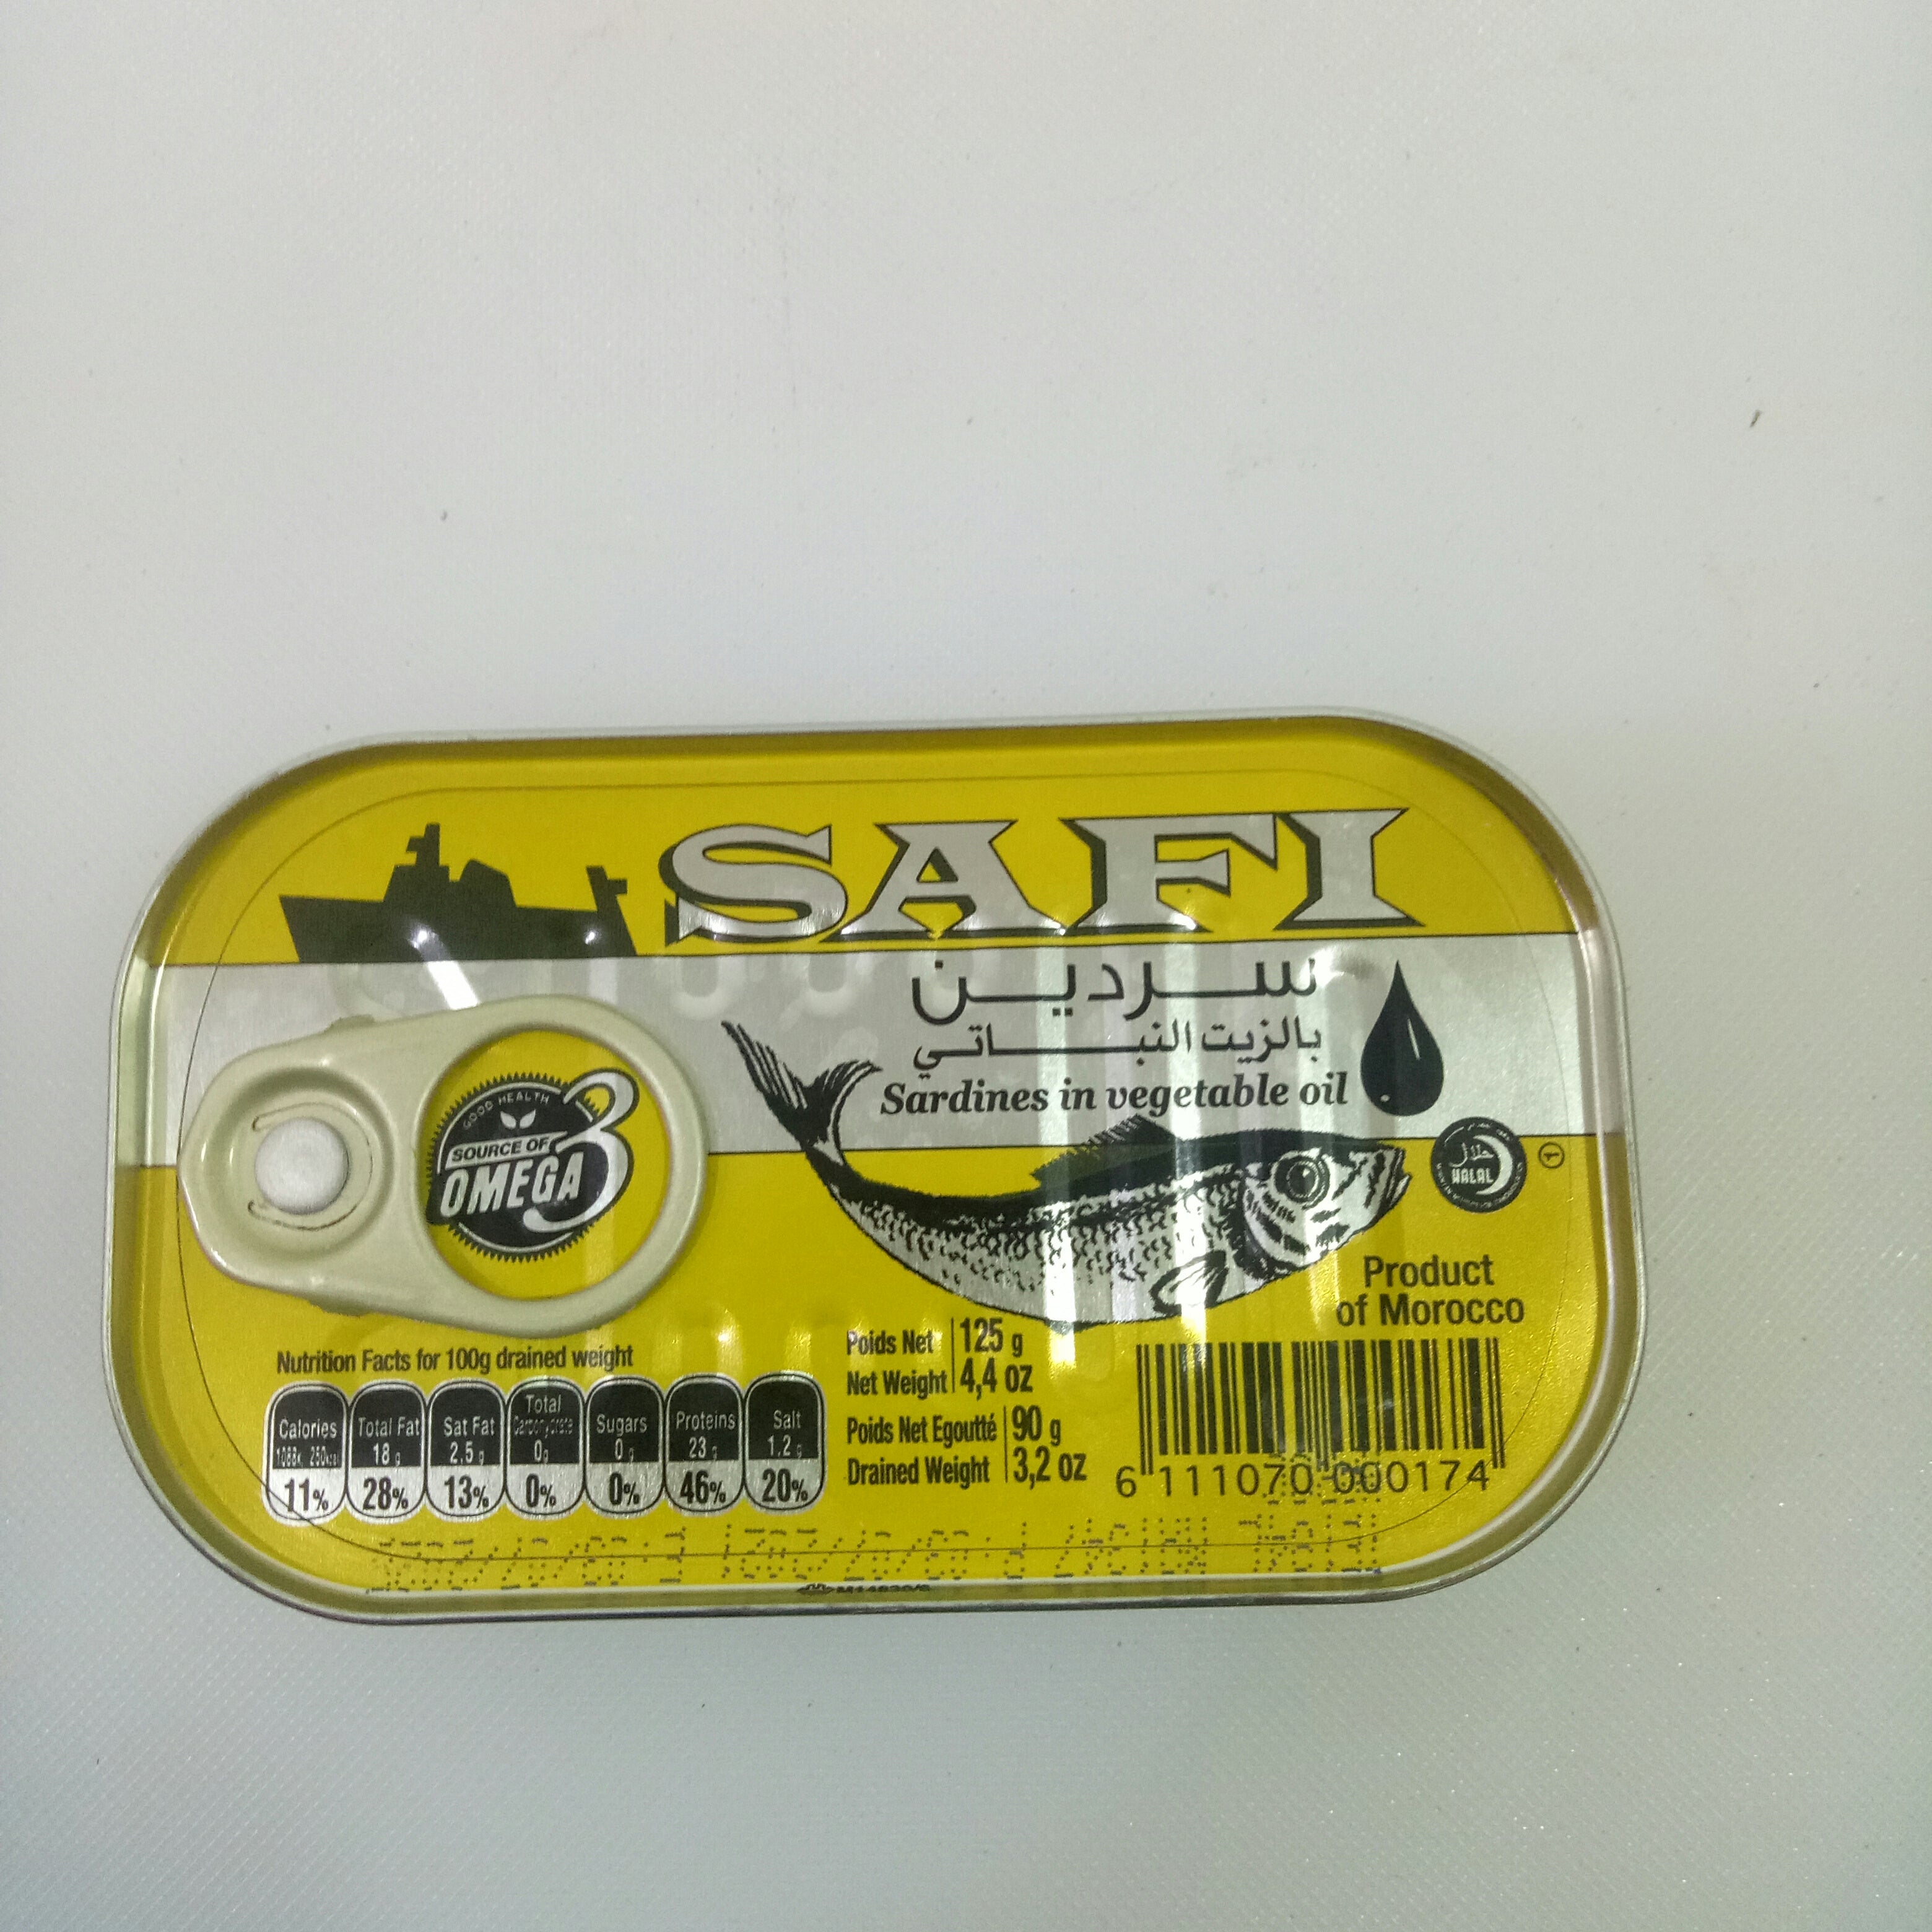 SAFI
سردين
بالزيت النباتي
Sardines in vegetable oil
GOOD HEALTH
SOURCE OF
OMEGA 3
حلال
HALAL
Product
of Morocco
Nutrition Facts for 100g drained weight
Calories
11%
Total Fat
18 g
28%
Sat Fat
2.5 g
13%
Total
0g
0%
Sugars
0 g
0%
Proteins
23 g
46%
Salt
1.2 g
20%
Poids Net 125 g
Net Weight 4,4 oz
Poids Net Egoutté 90 g
Drained Weight 3,2 oz
6 111070 000174